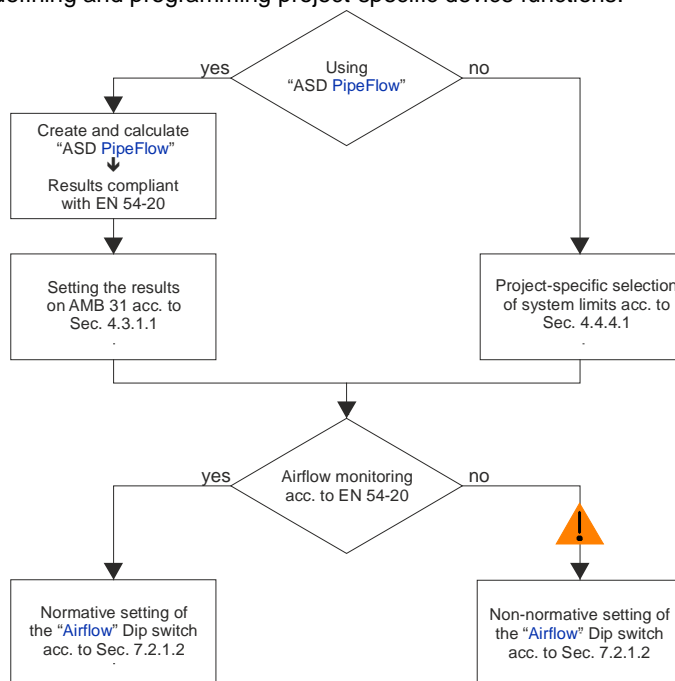 defining and programming project-specific device functions.
Using
“ASD PipeFlow”
yes
no
Create and calculate
“ASD PipeFlow”
Results compliant
with EN 54-20
Setting the results
on AMB 31 acc. to
Sec. 4.3.1.1
.
Project-specific selection
of system limits acc. to
Sec. 4.4.4.1
.
Airflow monitoring
acc. to EN 54-20
yes
no
!
Normative setting of
the “Airflow” Dip switch
acc. to Sec. 7.2.1.2
.
Non-normative setting of
the “Airflow” Dip switch
acc. to Sec. 7.2.1.2